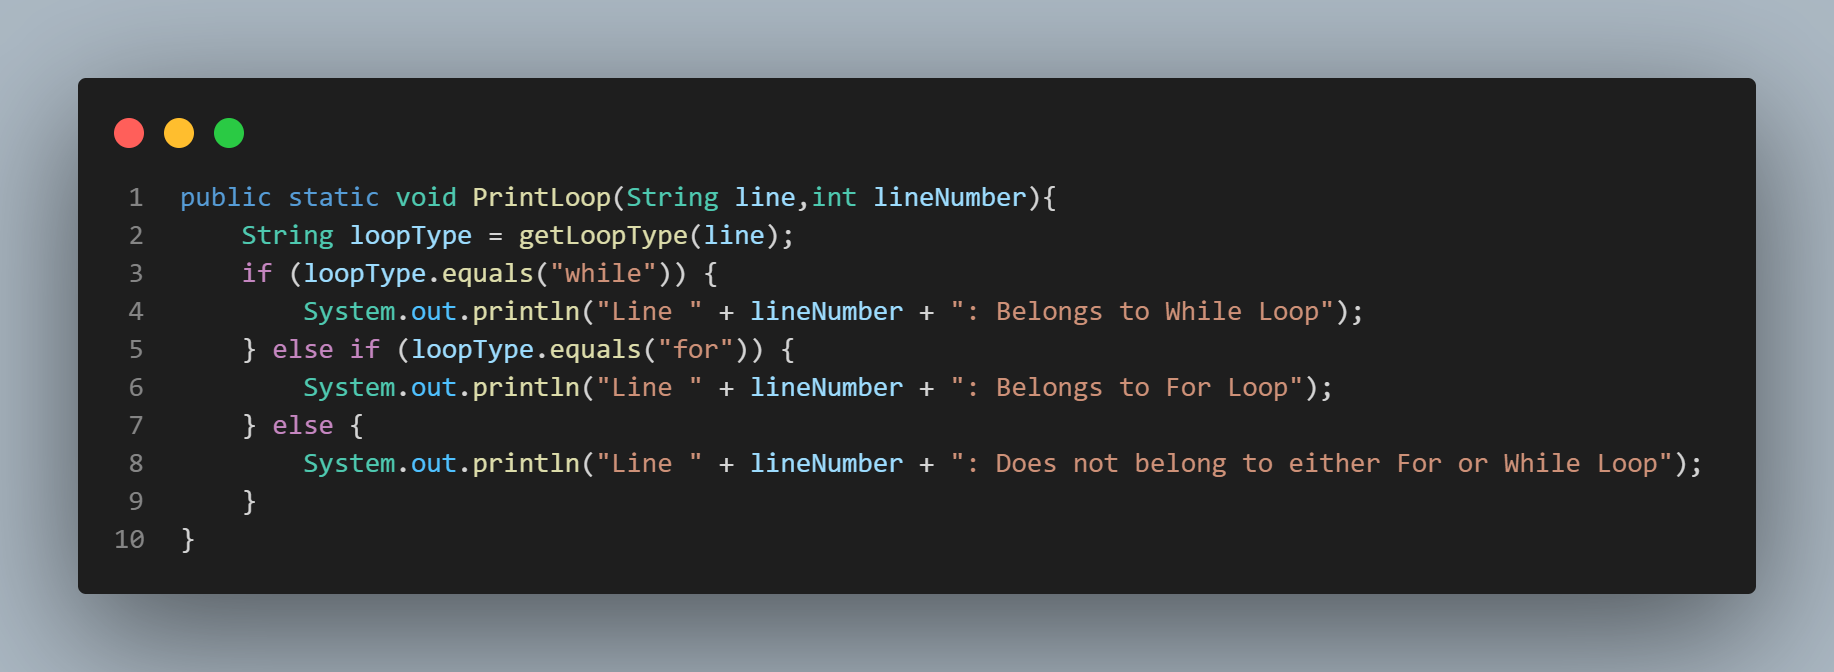 1 public static void PrintLoop(String line,int lineNumber){
2     String loopType = getLoopType(line);
3     if (loopType.equals("while")) {
4         System.out.println("Line " + lineNumber + ": Belongs to While Loop");
5     } else if (loopType.equals("for")) {
6         System.out.println("Line " + lineNumber + ": Belongs to For Loop");
7     } else {
8         System.out.println("Line " + lineNumber + ": Does not belong to either For or While Loop");
9     }
10 }